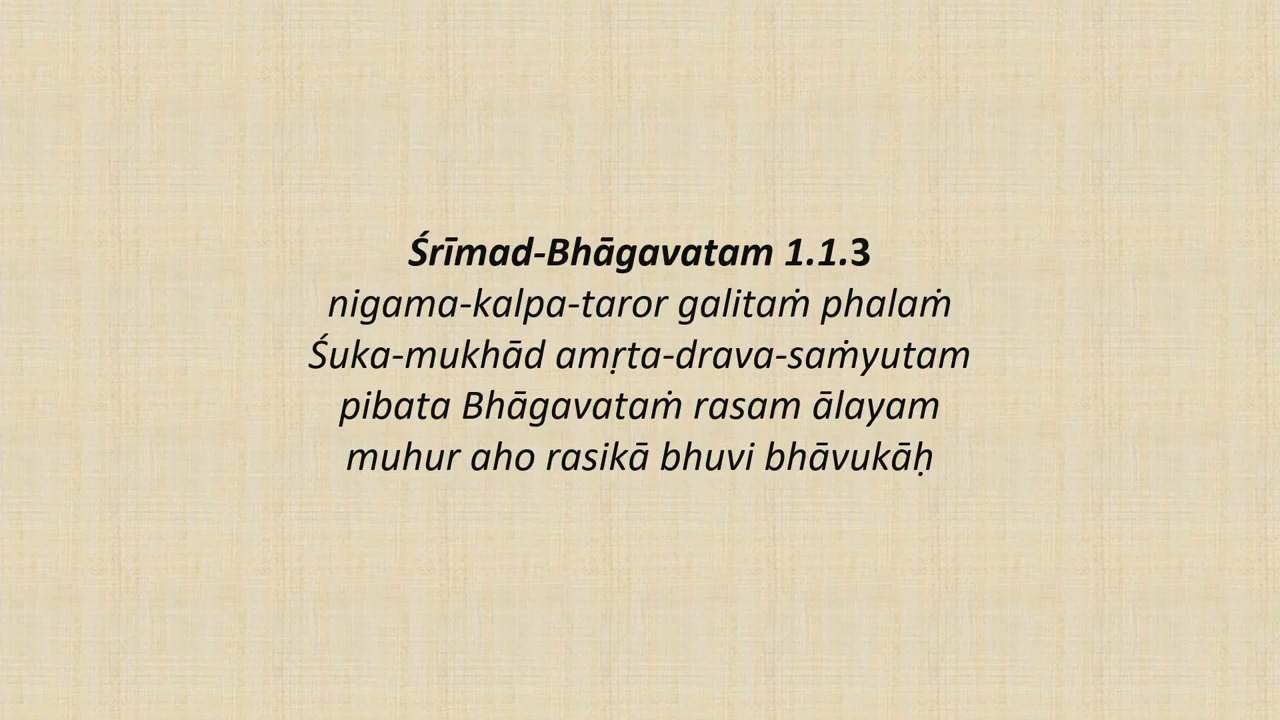 Śrīmad-Bhāgavatam 1.1.3
nigama-kalpa-taror galitaṁ phalaṁ
Śuka-mukhād amṛta-drava-saṁyutam
pibata Bhāgavataṁ rasam ālayam
muhur aho rasikā bhuvi bhāvukāḥ